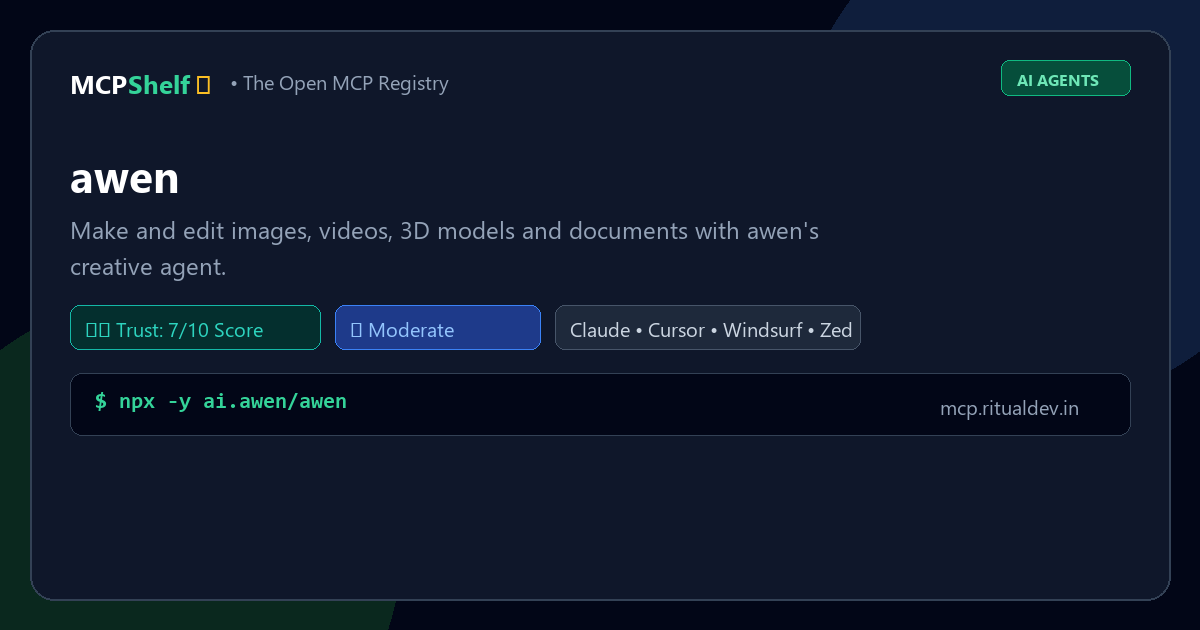 MCPShelf • The Open MCP Registry
AI AGENTS
awen
Make and edit images, videos, 3D models and documents with awen's
creative agent.
Trust: 7/10 Score
Moderate
Claude • Cursor • Windsurf • Zed
$ npx -y ai.awen/awen
mcp.ritualdev.in